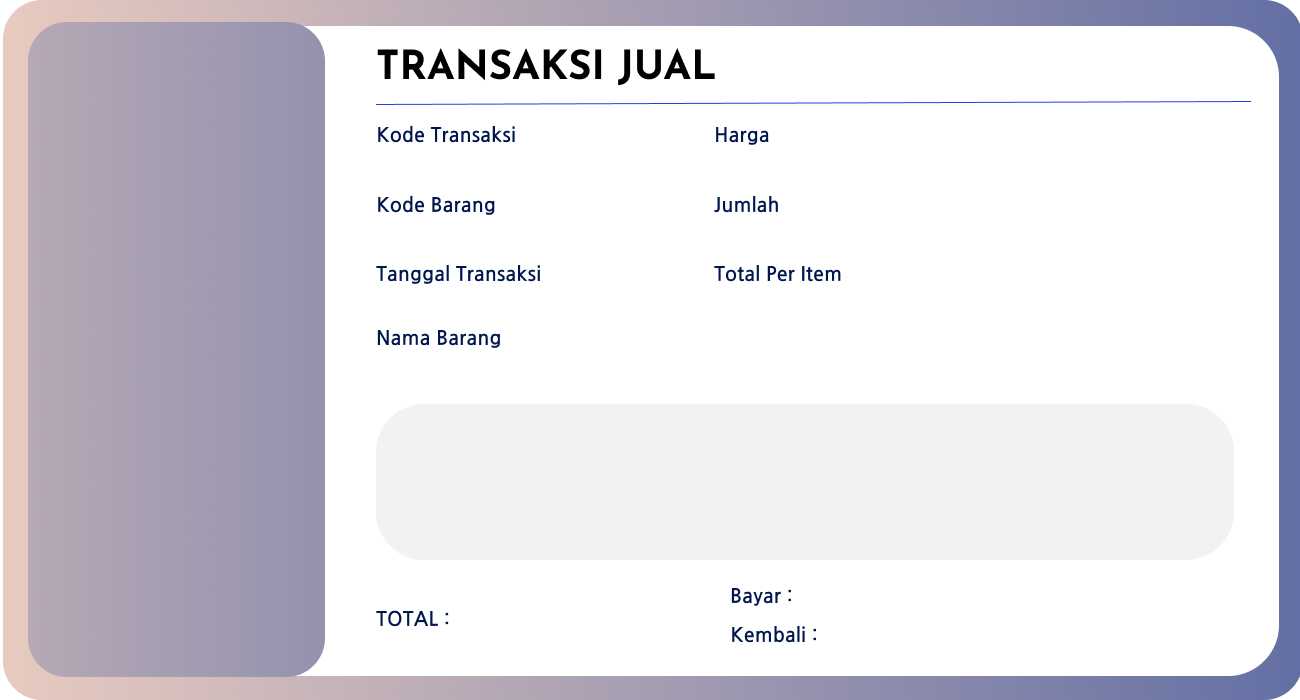 TRANSAKSI JUAL
Kode Transaksi
Harga
Kode Barang
Jumlah
Tanggal Transaksi
Total Per Item
Nama Barang
TOTAL :
Bayar :
Kembali :